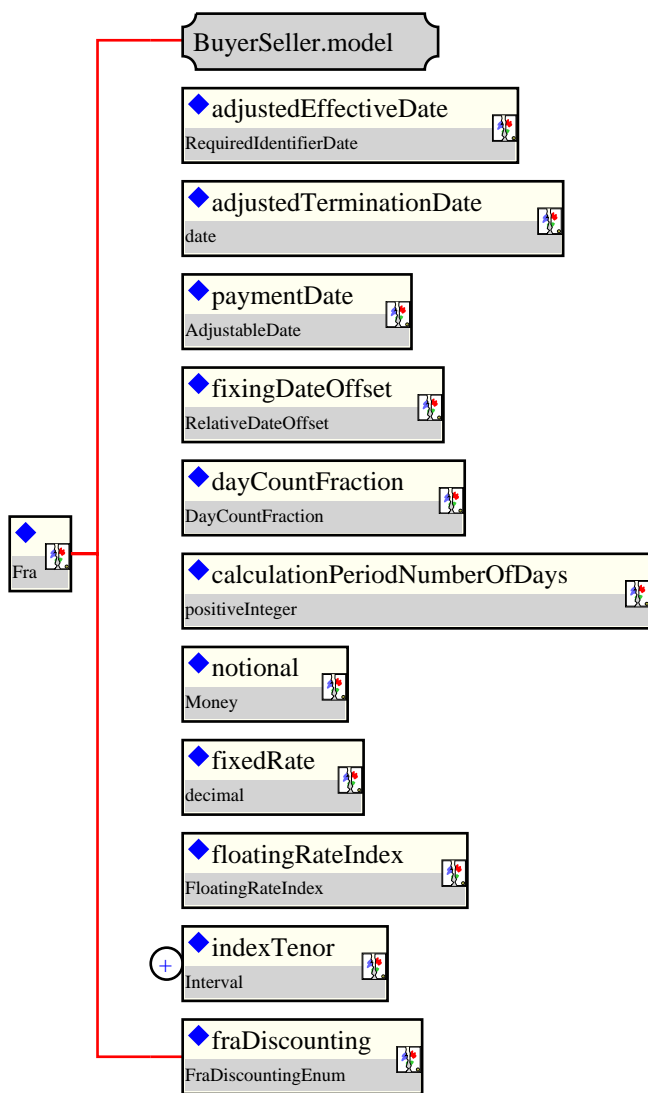 BuyerSeller.model
adjustedEffectiveDate
RequiredIdentifierDate
adjustedTerminationDate
date
paymentDate
AdjustableDate
fixingDateOffset
RelativeDateOffset
dayCountFraction
DayCountFraction
Fra
calculationPeriodNumberOfDays
positiveInteger
notional
Money
fixedRate
decimal
floatingRateIndex
FloatingRateIndex
+
indexTenor
Interval
fraDiscounting
FraDiscountingEnum